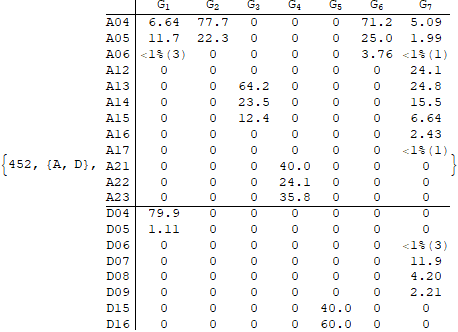 G₁ G₂ G₃ G₄ G₅ G₆ G₇
A04 6.64 77.7 0 0 0 71.2 5.09
A05 11.7 22.3 0 0 0 25.0 1.99
A06 <1%(3) 0 0 0 0 3.76 <1%(1)
A12 0 0 0 0 0 0 24.1
A13 0 0 64.2 0 0 0 24.8
A14 0 0 23.5 0 0 0 15.5
A15 0 0 12.4 0 0 0 6.64
A16 0 0 0 0 0 0 2.43
A17 0 0 0 0 0 0 <1%(1)
{452, {A, D}, A21 0 0 0 40.0 0 0 0 }
A22 0 0 0 24.1 0 0 0
A23 0 0 0 35.8 0 0 0
D04 79.9 0 0 0 0 0 0
D05 1.11 0 0 0 0 0 0
D06 0 0 0 0 0 0 <1%(3)
D07 0 0 0 0 0 0 11.9
D08 0 0 0 0 0 0 4.20
D09 0 0 0 0 0 0 2.21
D15 0 0 0 0 40.0 0 0
D16 0 0 0 0 60.0 0 0